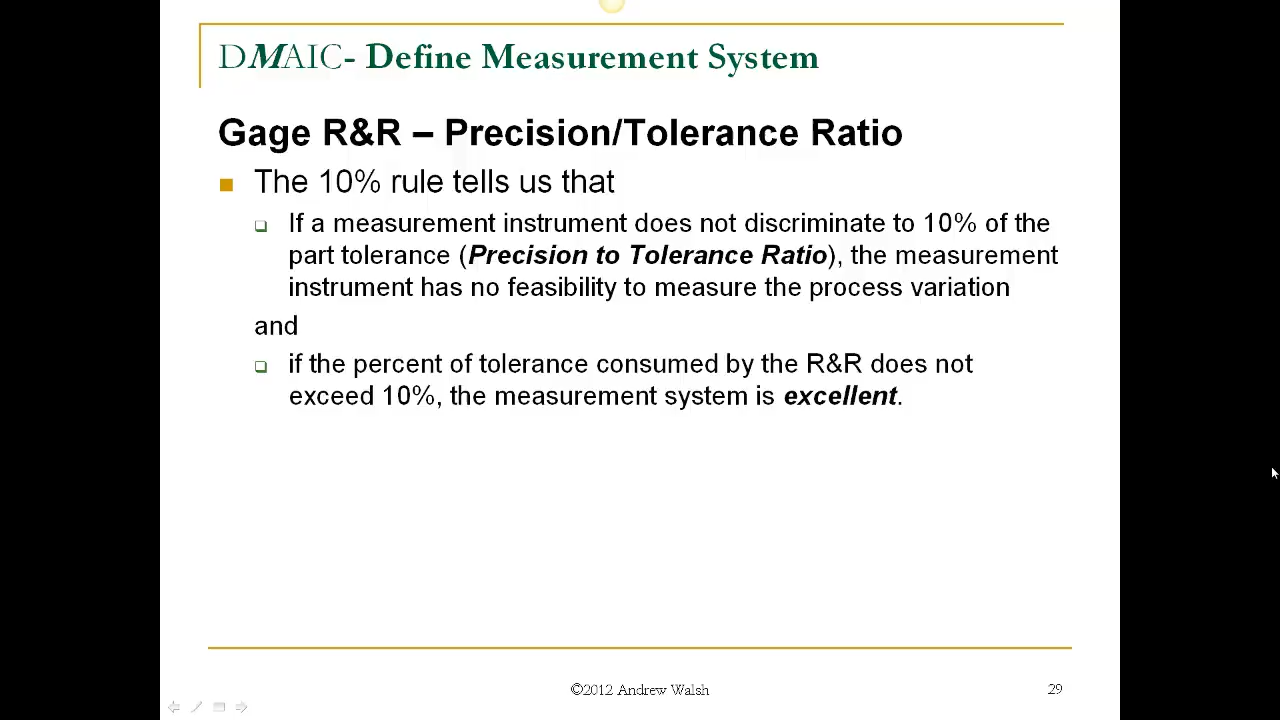 DMAIC- Define Measurement System
Gage R&R – Precision/Tolerance Ratio
The 10% rule tells us that
If a measurement instrument does not discriminate to 10% of the
part tolerance (Precision to Tolerance Ratio), the measurement
instrument has no feasibility to measure the process variation
and
if the percent of tolerance consumed by the R&R does not
exceed 10%, the measurement system is excellent.
©2012 Andrew Walsh
29